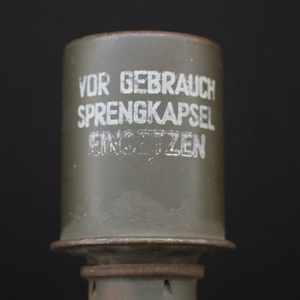 VOR GEBRAUCH
SPRENGKAPSEL
EINSETZEN